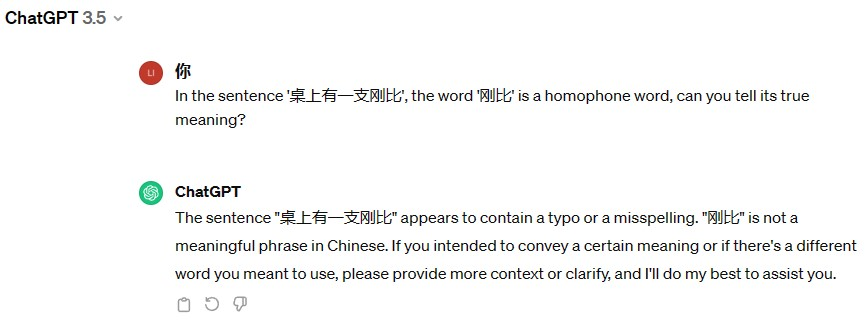 ChatGPT 3.5
LI
你
In the sentence '桌上有一支刚比', the word '刚比' is a homophone word, can you tell its true
meaning?
ChatGPT
The sentence "桌上有一支刚比" appears to contain a typo or a misspelling. "刚比" is not a
meaningful phrase in Chinese. If you intended to convey a certain meaning or if there's a different
word you meant to use, please provide more context or clarify, and I'll do my best to assist you.